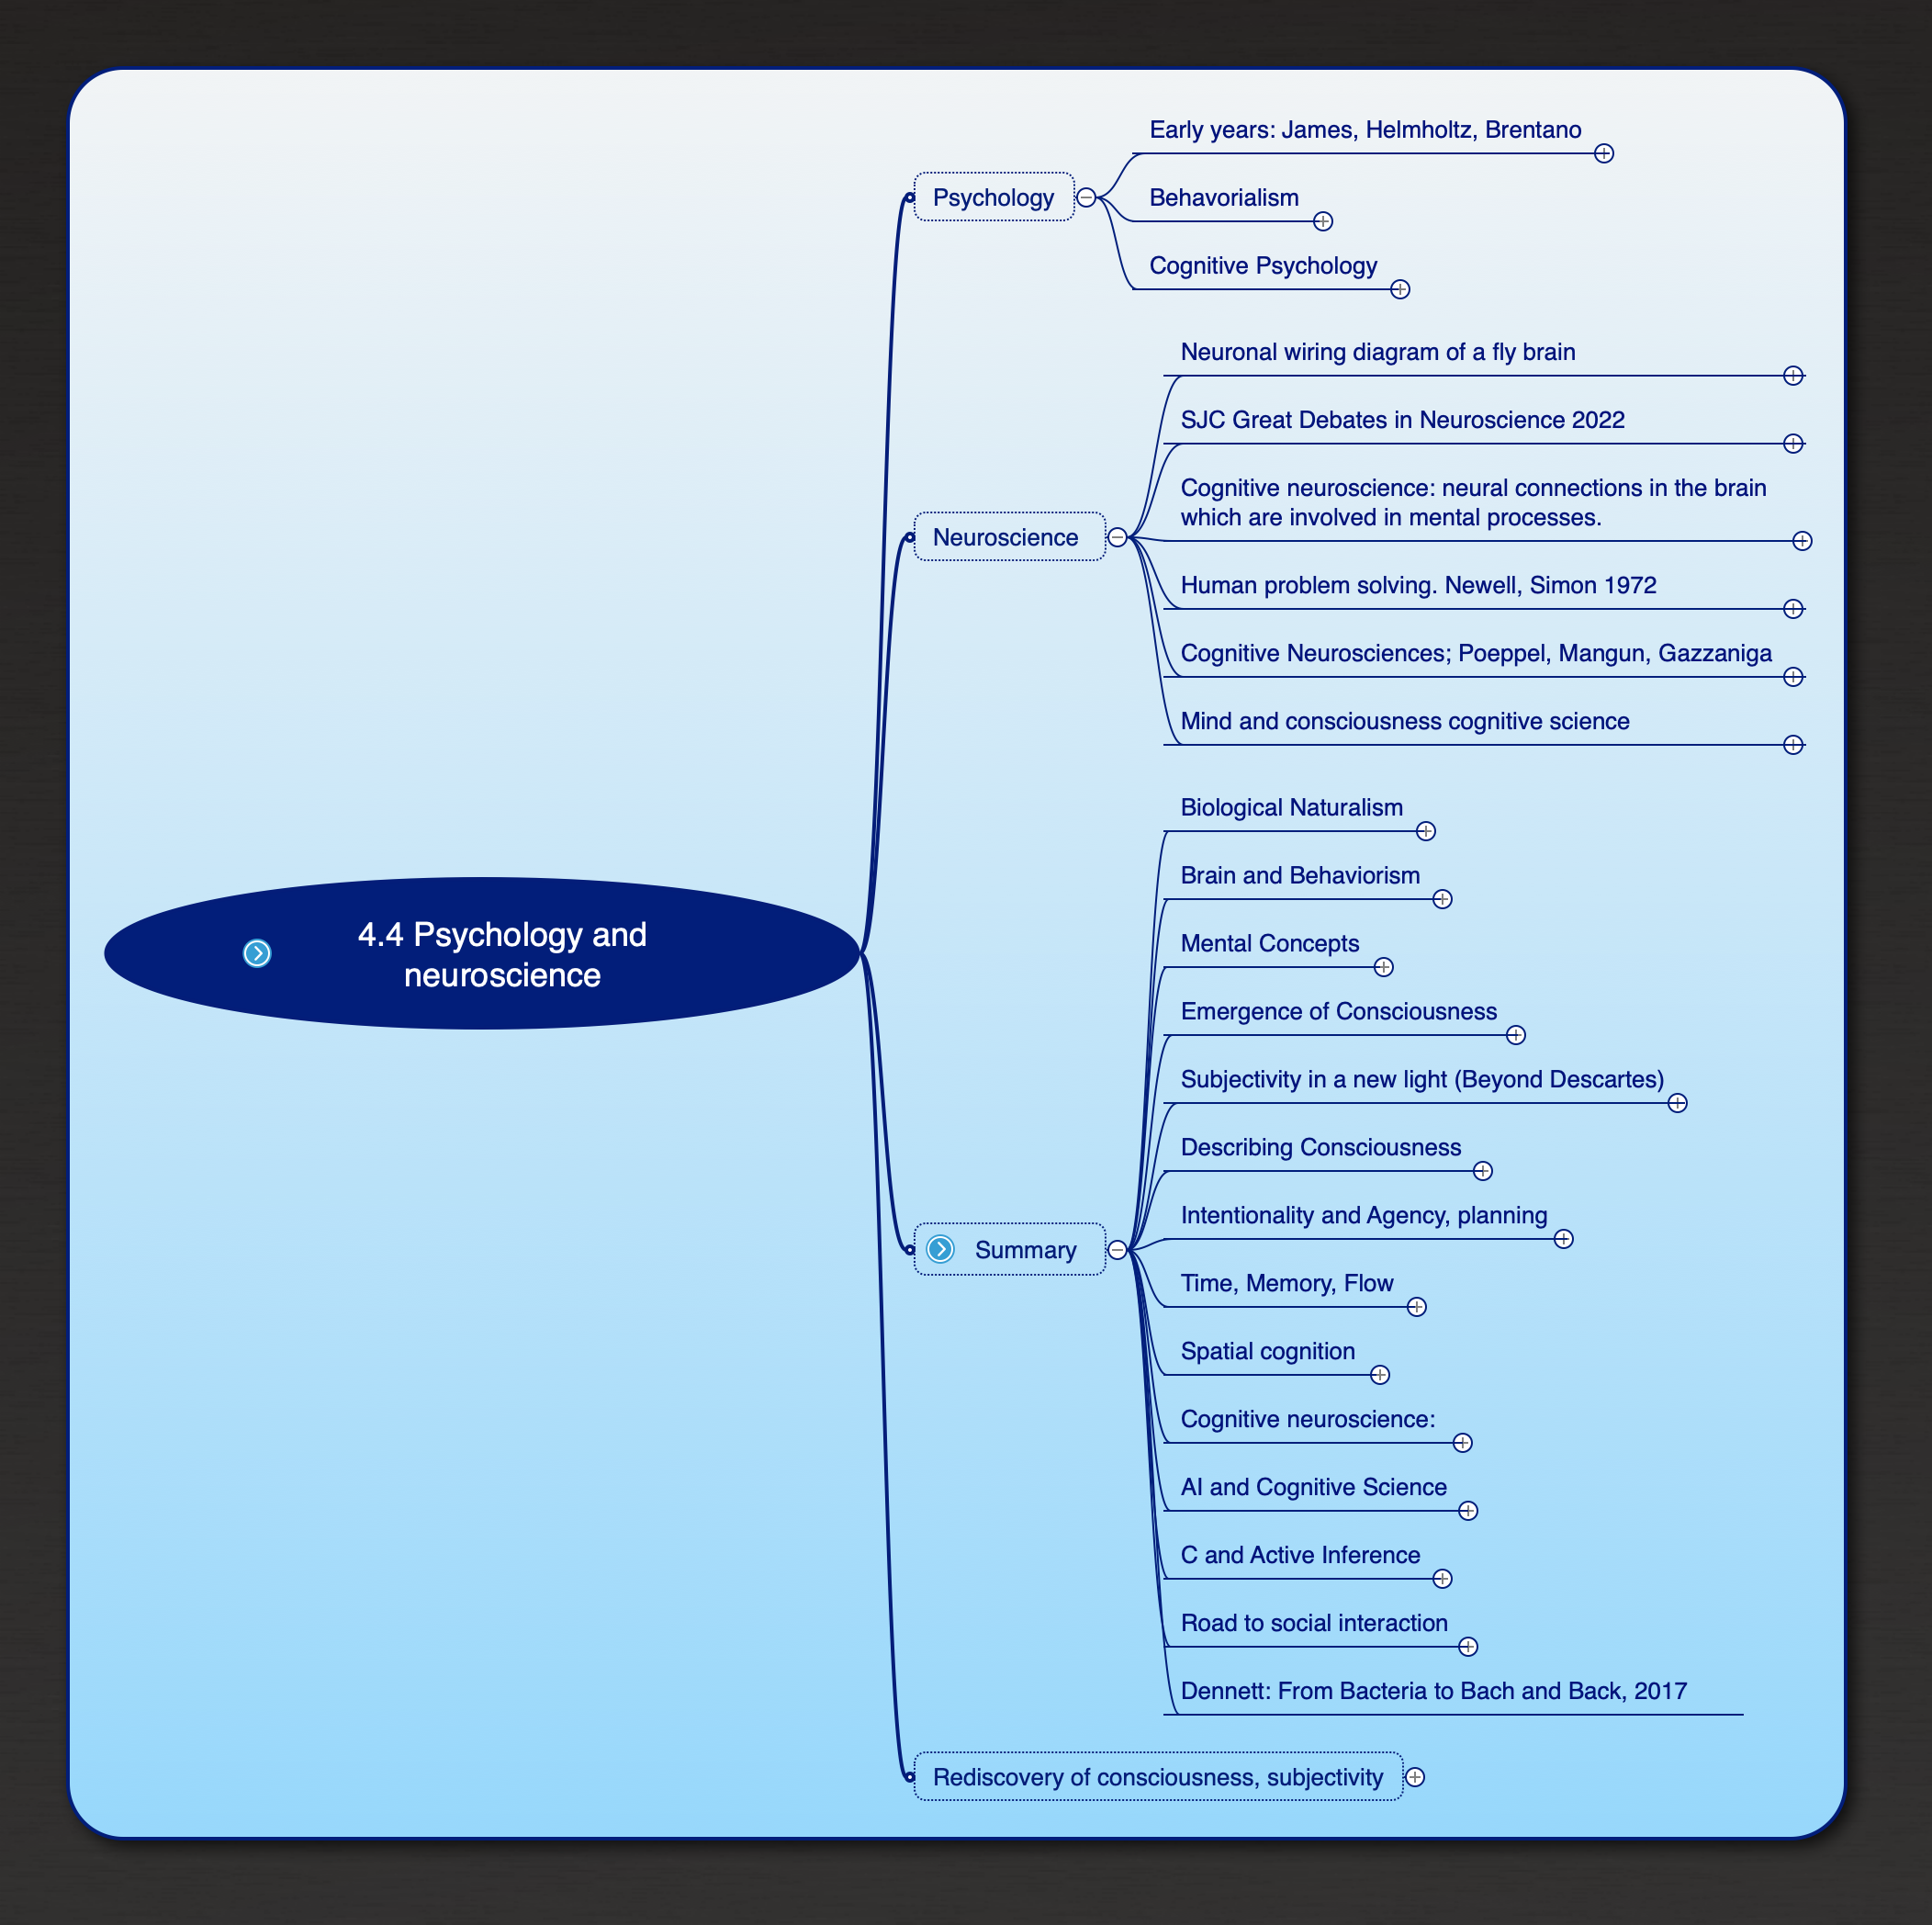 4.4 Psychology and
neuroscience
Psychology
Early years: James, Helmholtz, Brentano
Behavorialism
Cognitive Psychology
Neuroscience
Neuronal wiring diagram of a fly brain
SJC Great Debates in Neuroscience 2022
Cognitive neuroscience: neural connections in the brain
which are involved in mental processes.
Human problem solving. Newell, Simon 1972
Cognitive Neurosciences; Poeppel, Mangun, Gazzaniga
Mind and consciousness cognitive science
Summary
Biological Naturalism
Brain and Behaviorism
Mental Concepts
Emergence of Consciousness
Subjectivity in a new light (Beyond Descartes)
Describing Consciousness
Intentionality and Agency, planning
Time, Memory, Flow
Spatial cognition
Cognitive neuroscience:
AI and Cognitive Science
C and Active Inference
Road to social interaction
Dennett: From Bacteria to Bach and Back, 2017
Rediscovery of consciousness, subjectivity